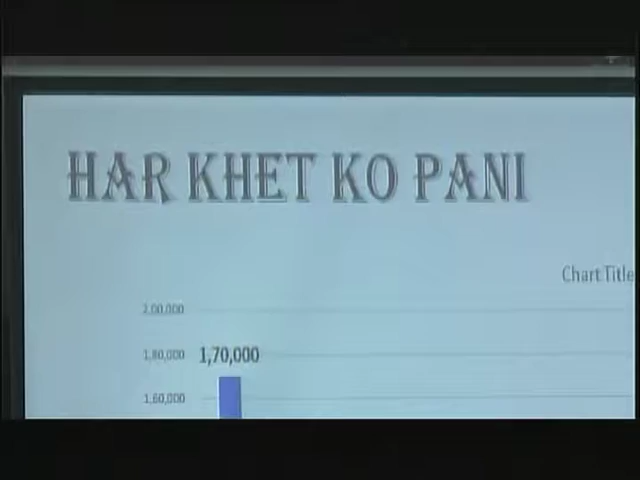 HAR KHET KO PANI
Chart Title
2,00,000
1,80,000
1,70,000
1,60,000